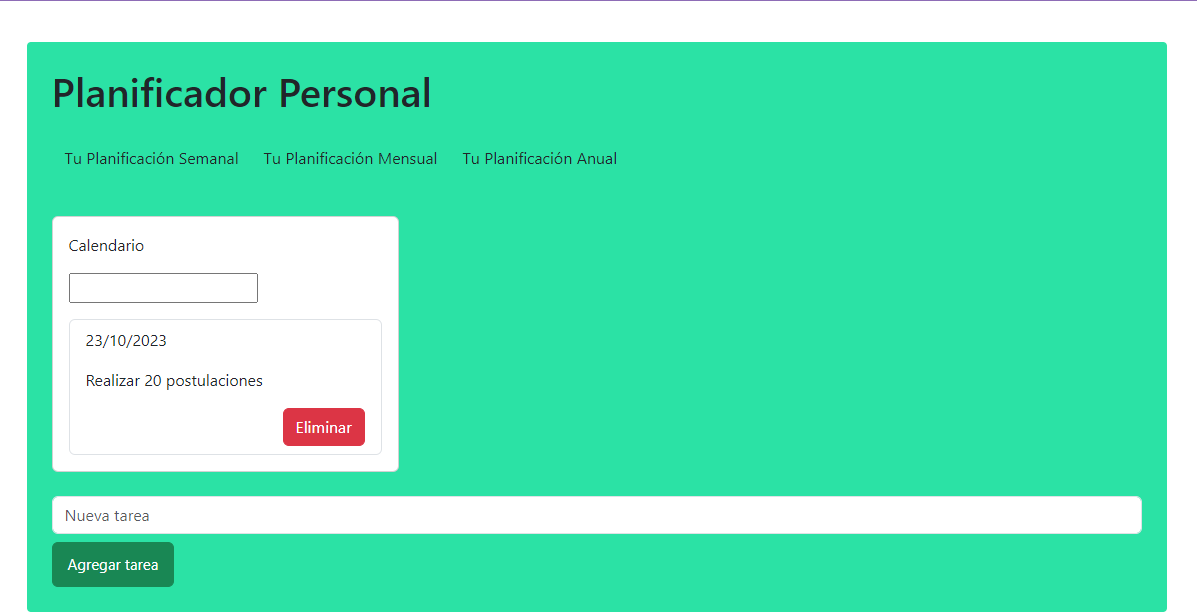 Planificador Personal
Tu Planificación Semanal Tu Planificación Mensual Tu Planificación Anual
Calendario
23/10/2023
Realizar 20 postulaciones
Eliminar
Nueva tarea
Agregar tarea